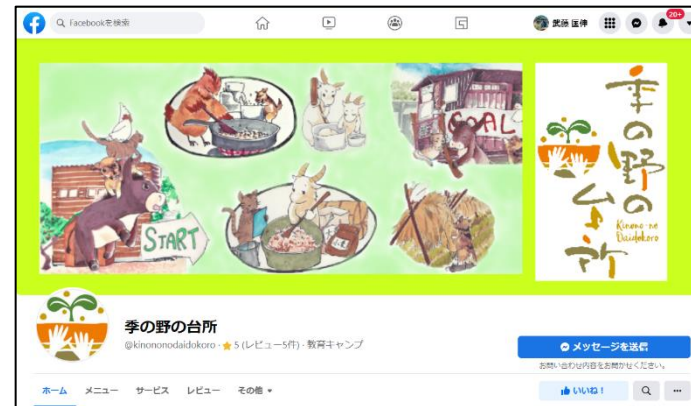 Facebookを検索
武藤 匡伸
20+
START
GOAL
季の野の台所
Kinono-no
Daidokoro
季の野の台所
@kinononodaidokoro · ★ 5 (レビュー5件) · 教育キャンプ
メッセージを送信
お問い合わせ内容をお聞かせください。
ホーム メニュー サービス レビュー その他
いいね!